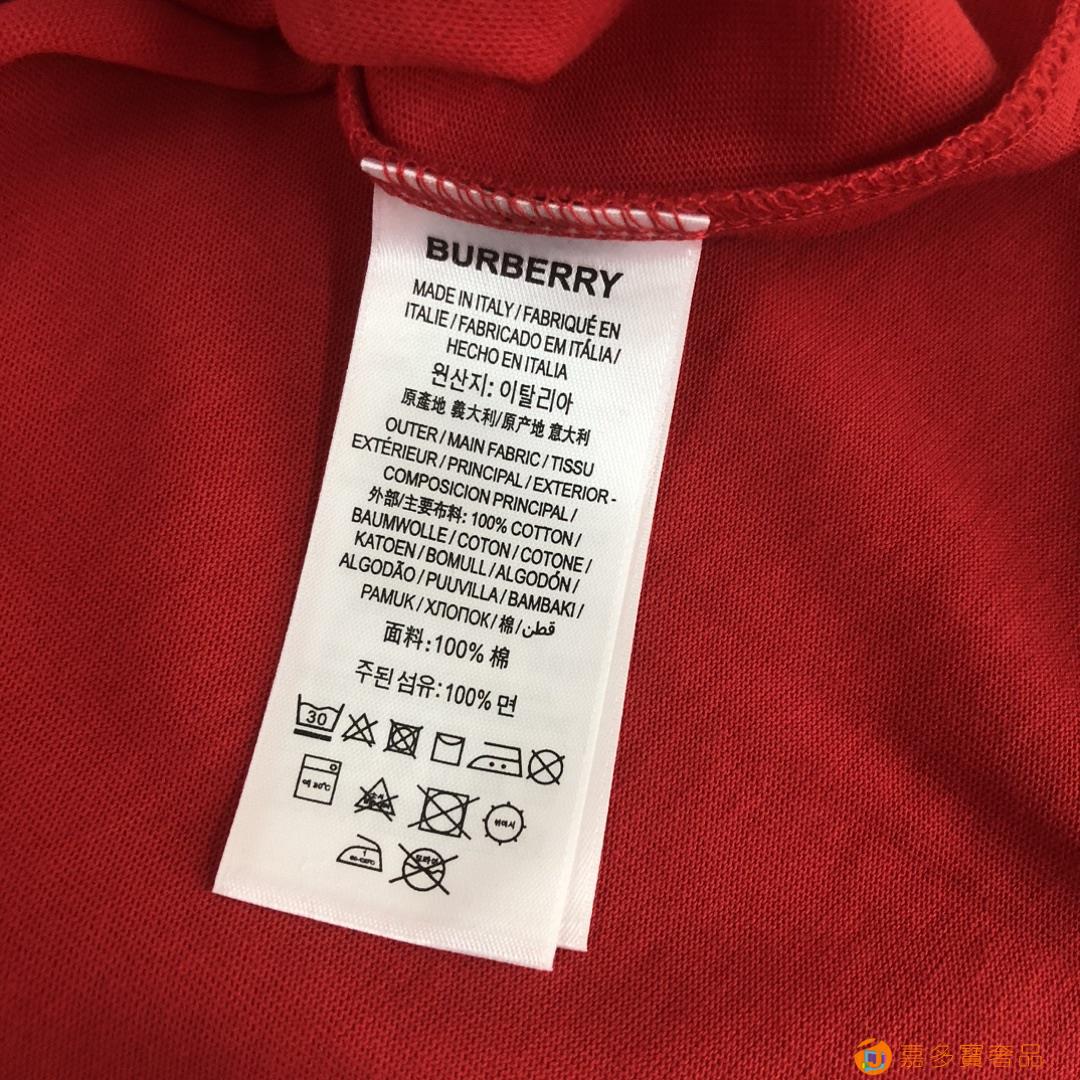 BURBERRY
MADE IN ITALY / FABRIQUÉ EN
ITALIE / FABRICADO EM ITÁLIA /
HECHO EN ITALIA
원산지: 이탈리아
原產地 義大利/原产地 意大利
OUTER / MAIN FABRIC / TISSU
EXTÉRIEUR / PRINCIPAL / EXTERIOR -
COMPOSICION PRINCIPAL /
外部/主要布料: 100% COTTON /
BAUMWOLLE / COTON / COTONE /
KATOEN / BOMULL / ALGODÓN /
ALGODÃO / PUUVILLA / BAMBAKI /
PAMUK / ХЛОПОК / 棉 / قطن
面料:100% 棉
주된 섬유:100% 면
30
嘉多寶奢品